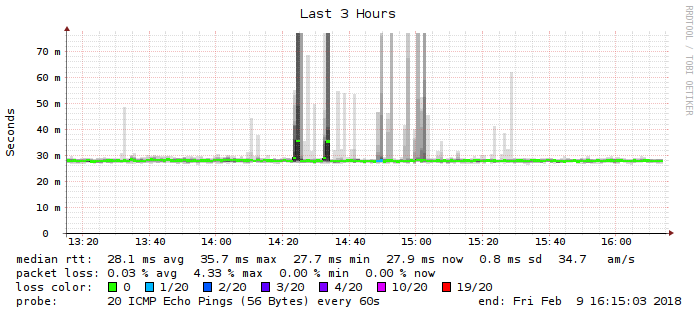 Last 3 Hours
RRDTOOL / TOBI OETIKER
Seconds
70 m
60 m
50 m
40 m
30 m
20 m
10 m
0
13:20 13:40 14:00 14:20 14:40 15:00 15:20 15:40 16:00
median rtt: 28.1 ms avg 35.7 ms max 27.7 ms min 27.9 ms now 0.8 ms sd 34.7 am/s
packet loss: 0.03 % avg 4.33 % max 0.00 % min 0.00 % now
loss color: 0 1/20 2/20 3/20 4/20 10/20 19/20
probe: 20 ICMP Echo Pings (56 Bytes) every 60s end: Fri Feb 9 16:15:03 2018